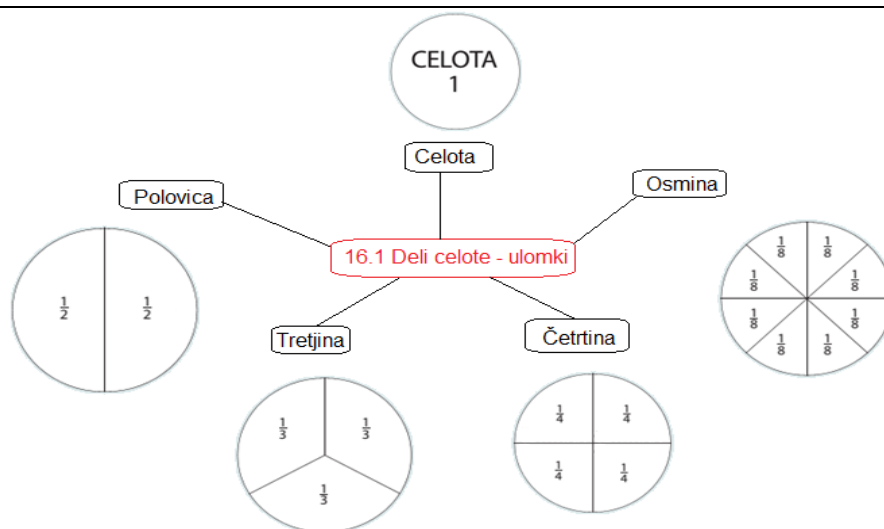 CELOTA
1
Celota
Polovica
Osmina
16.1 Deli celote - ulomki
Tretjina
Četrtina
1/2 1/2
1/8 1/8
1/8 1/8
1/8 1/8
1/8 1/8
1/3 1/3
1/3
1/4 1/4
1/4 1/4